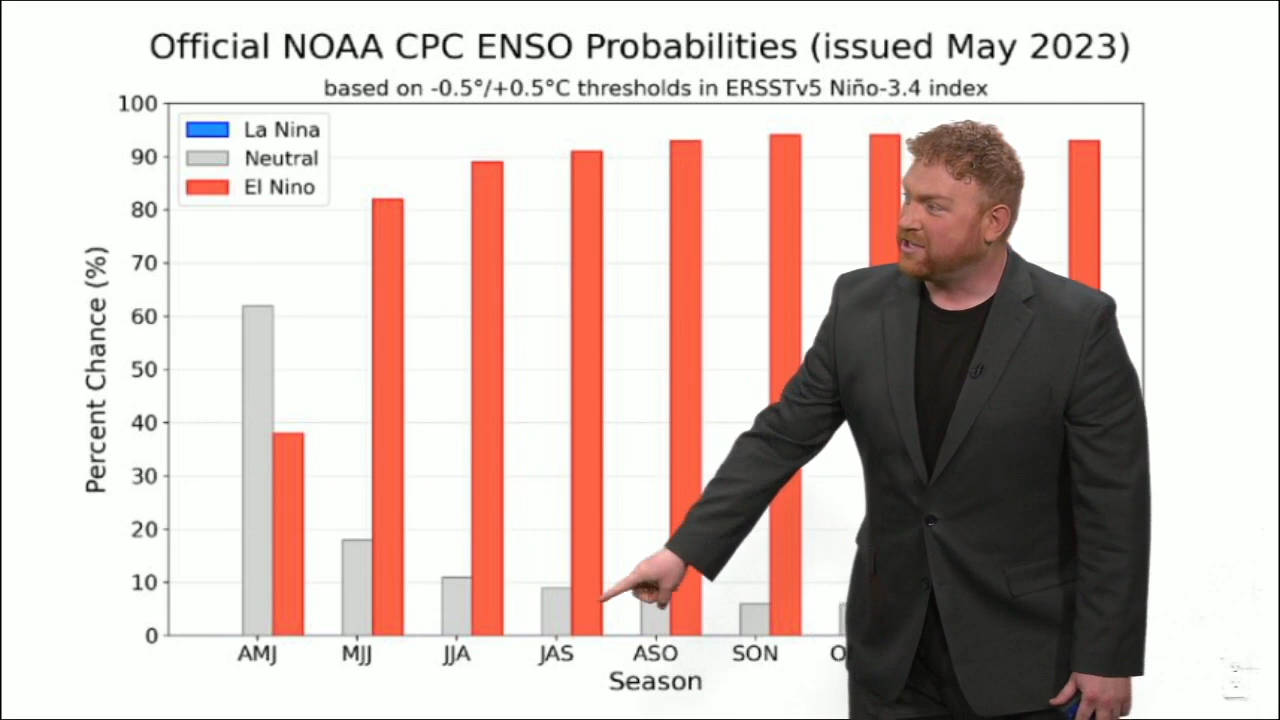 Official NOAA CPC ENSO Probabilities (issued May 2023)
based on -0.5°/+0.5°C thresholds in ERSSTv5 Niño-3.4 index
100
90
80
70
60
50
40
30
20
10
0
Percent Chance (%)
La Nina
Neutral
El Nino
AMJ MJJ JJA JAS ASO SON O
Season